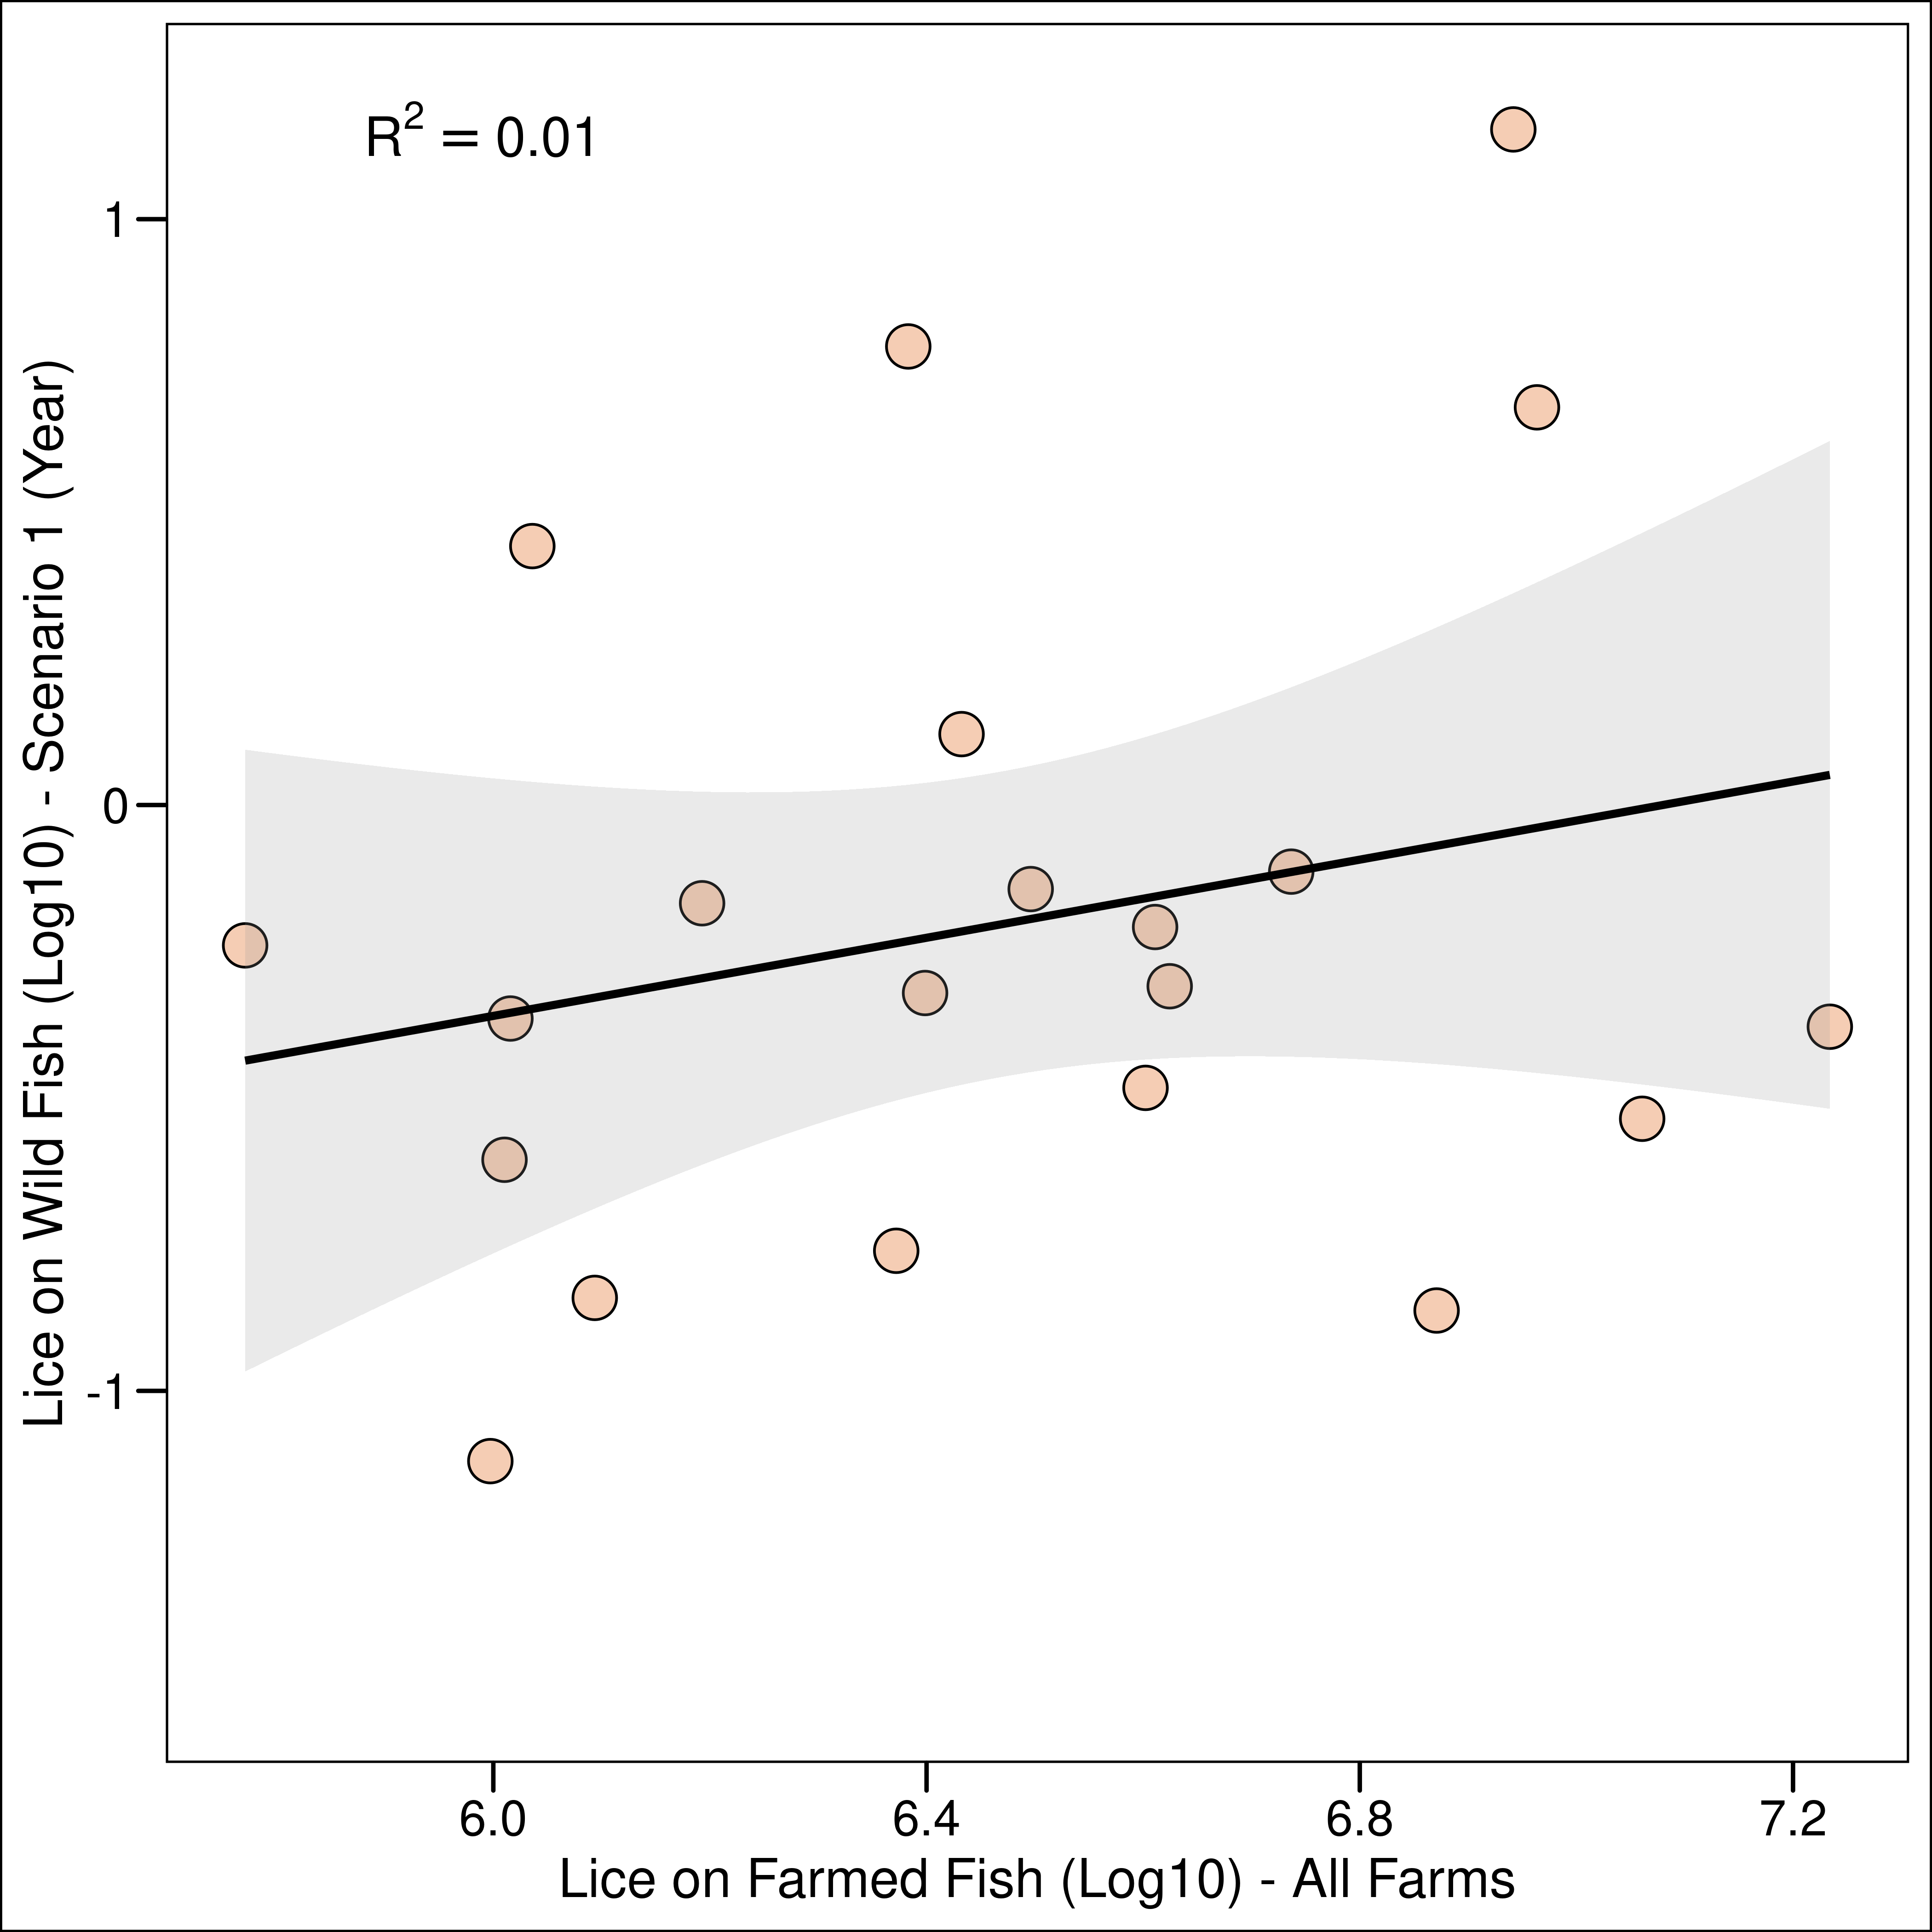 R² = 0.01
1
0
-1
Lice on Wild Fish (Log10) - Scenario 1 (Year)
6.0 6.4 6.8 7.2
Lice on Farmed Fish (Log10) - All Farms